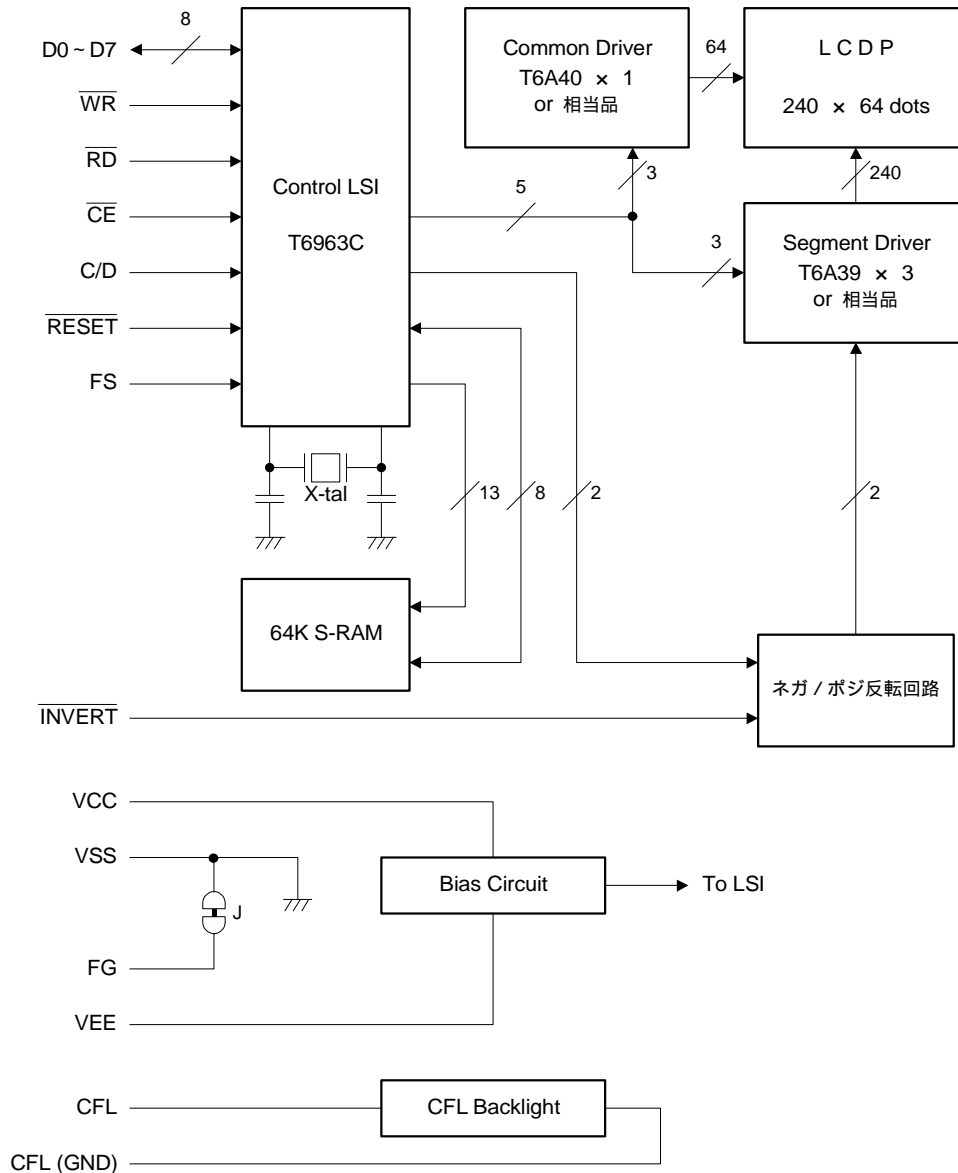 8
D0 ~ D7
WR
RD
CE
C/D
RESET
FS
Control LSI
T6963C
X-tal
5
3
3
Common Driver
T6A40 × 1
or 相当品
64
L C D P
240 × 64 dots
240
Segment Driver
T6A39 × 3
or 相当品
13
8
2
2
64K S-RAM
ネガ / ポジ反転回路
INVERT
VCC
VSS
J
FG
VEE
Bias Circuit
To LSI
CFL
CFL Backlight
CFL (GND)